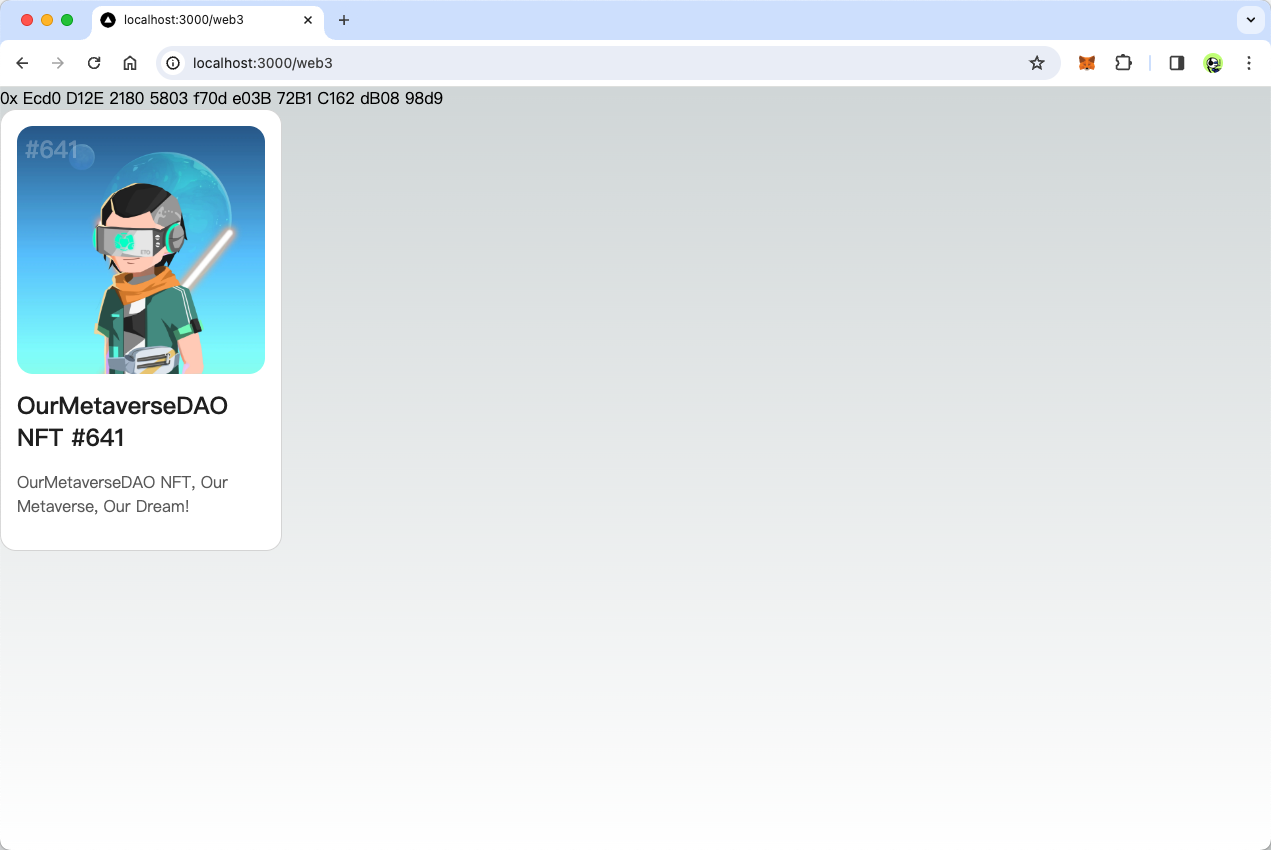 localhost:3000/web3
localhost:3000/web3
0x Ecd0 D12E 2180 5803 f70d e03B 72B1 C162 dB08 98d9
#641
OurMetaverseDAO
NFT #641
OurMetaverseDAO NFT, Our
Metaverse, Our Dream!